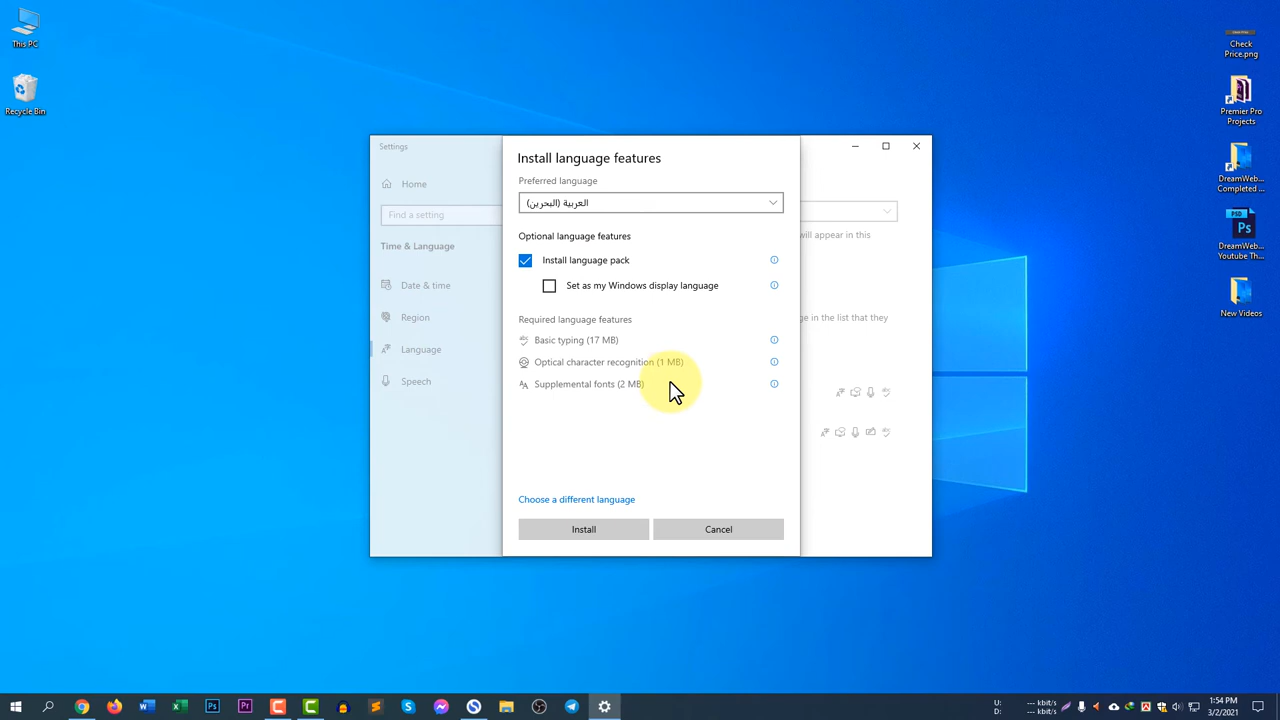 This PC
Recycle Bin
Check
Price.png
Premier Pro
Projects
DreamWeb...
Completed ...
PSD
Ps
DreamWeb...
Youtube Th...
New Videos
Settings
Home
Find a setting
Time & Language
Date & time
Region
Language
Speech
Install language features
Preferred language
العربية (البحرين)
Optional language features
Install language pack
Set as my Windows display language
Required language features
Basic typing (17 MB)
Optical character recognition (1 MB)
Supplemental fonts (2 MB)
Choose a different language
Install
Cancel
will appear in this
ge in the list that they
U: --- kbit/s
D: --- kbit/s
1:54 PM
3/2/2021